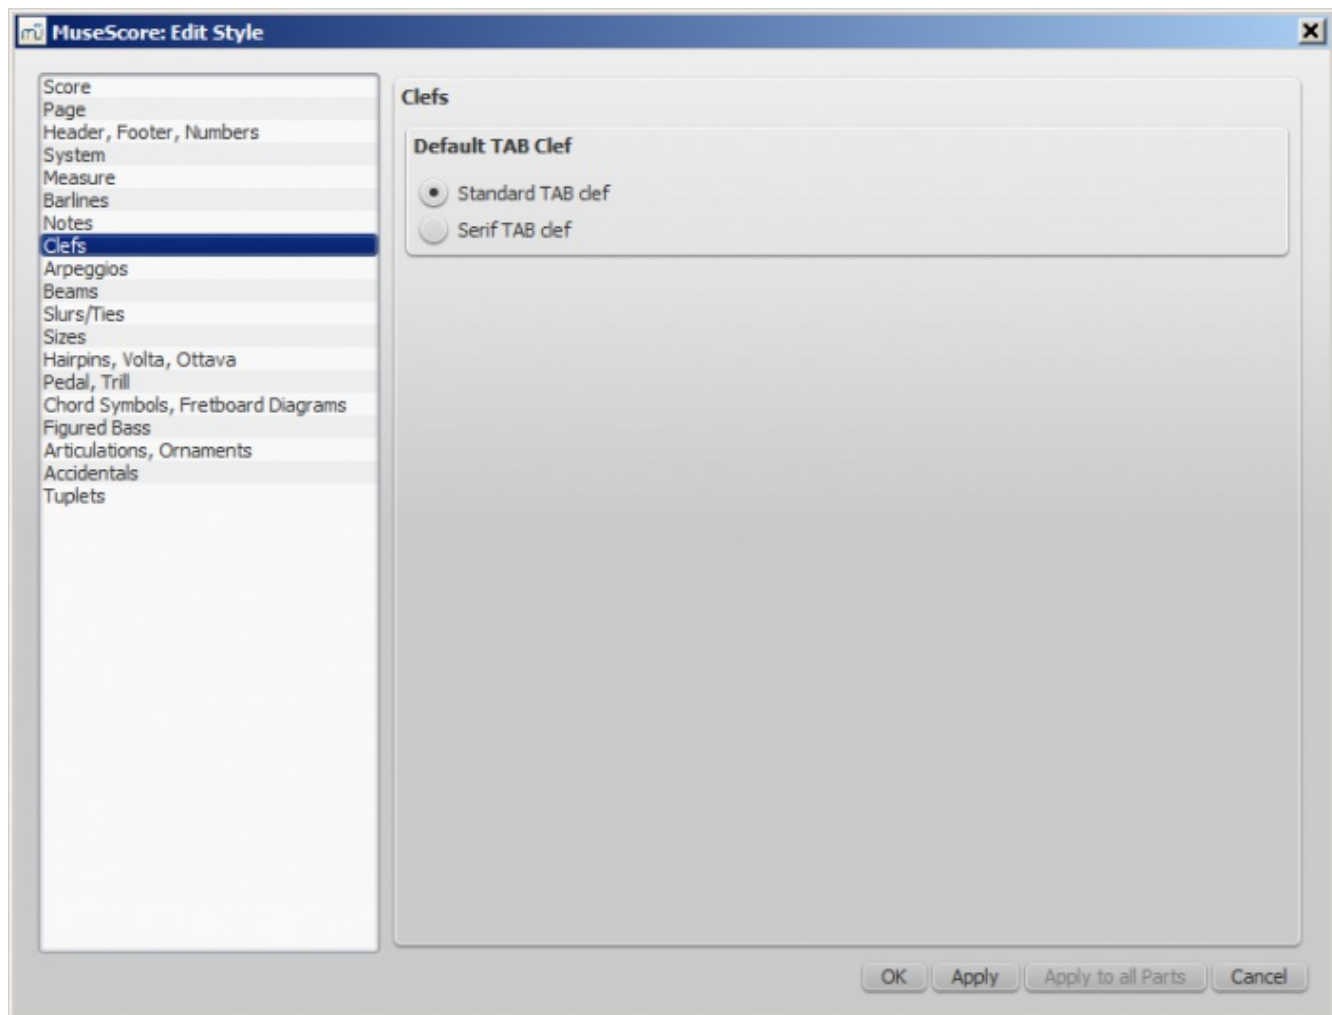 mü MuseScore: Edit Style
Score
Page
Header, Footer, Numbers
System
Measure
Barlines
Notes
Clefs
Arpeggios
Beams
Slurs/Ties
Sizes
Hairpins, Volta, Ottava
Pedal, Trill
Chord Symbols, Fretboard Diagrams
Figured Bass
Articulations, Ornaments
Accidentals
Tuplets
Clefs
Default TAB Clef
Standard TAB clef
Serif TAB clef
OK Apply Apply to all Parts Cancel